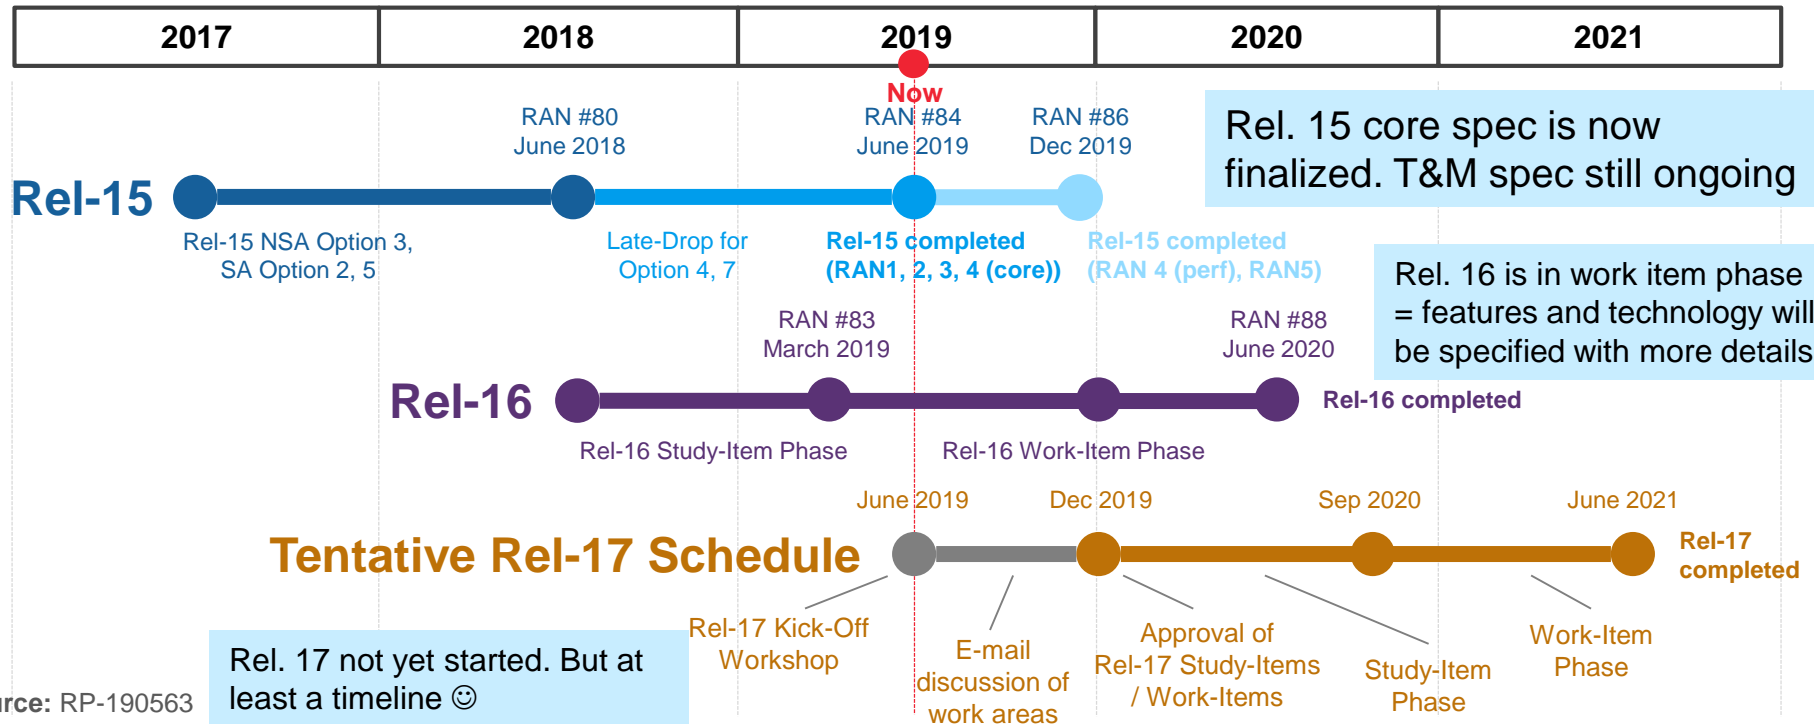 2017 2018 2019 2020 2021
Now
RAN #80
June 2018
RAN #84
June 2019
RAN #86
Dec 2019
Rel. 15 core spec is now
finalized. T&M spec still ongoing
Rel-15
Rel-15 NSA Option 3,
SA Option 2, 5
Late-Drop for
Option 4, 7
Rel-15 completed
(RAN1, 2, 3, 4 (core))
Rel-15 completed
(RAN 4 (perf), RAN5)
Rel. 16 is in work item phase
= features and technology will
be specified with more details
RAN #83
March 2019
RAN #88
June 2020
Rel-16
Rel-16 completed
Rel-16 Study-Item Phase
Rel-16 Work-Item Phase
June 2019
Dec 2019
Sep 2020
June 2021
Tentative Rel-17 Schedule
Rel-17
completed
Rel-17 Kick-Off
Workshop
E-mail
discussion of
work areas
Approval of
Rel-17 Study-Items
/ Work-Items
Study-Item
Phase
Work-Item
Phase
Rel. 17 not yet started. But at
least a timeline ☺
urce: RP-190563